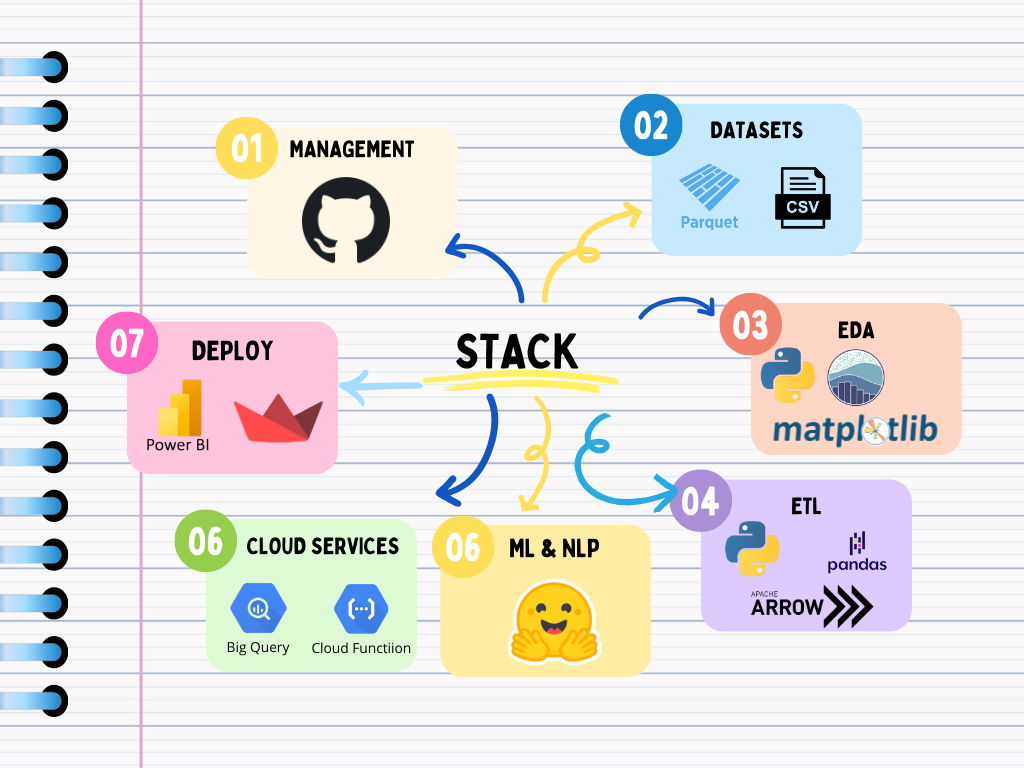 01
MANAGEMENT
02
DATASETS
Parquet
CSV
STACK
03
EDA
matplotlib
04
ETL
pandas
APACHE
ARROW
06
ML & NLP
06
CLOUD SERVICES
Big Query
Cloud Functiion
07
DEPLOY
Power BI